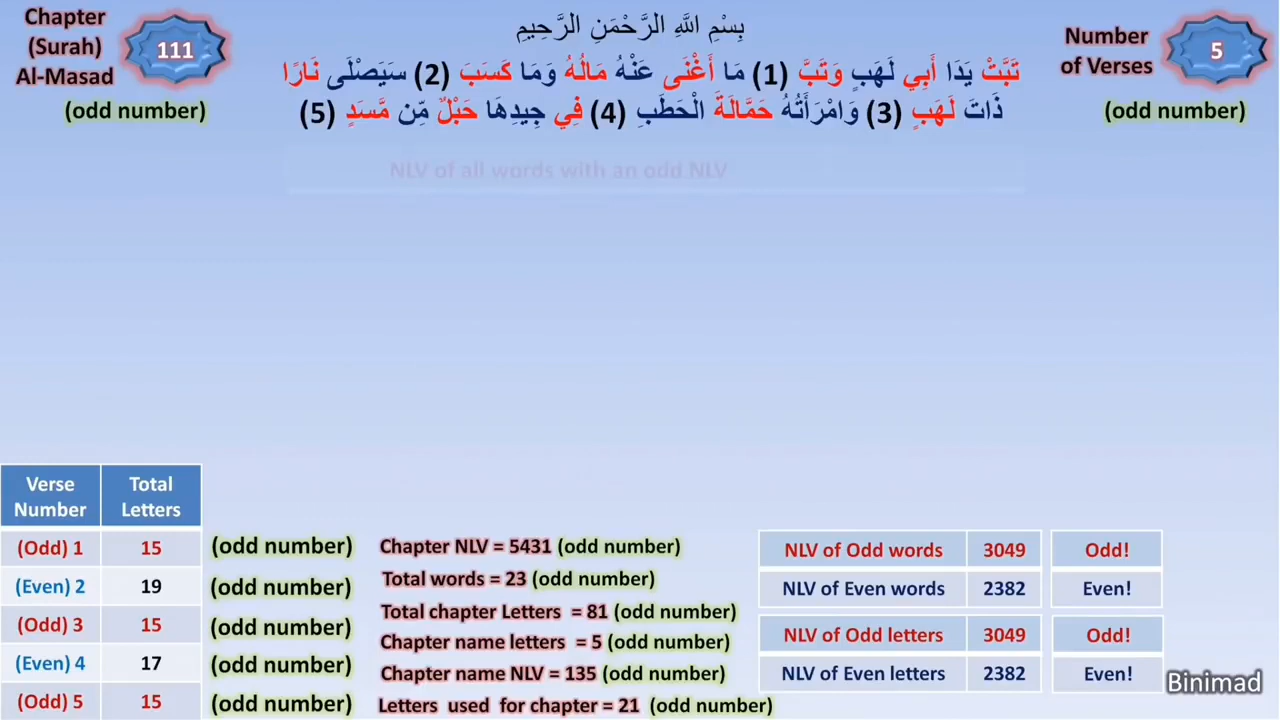 Chapter
(Surah)
Al-Masad
111
(odd number)
بِسْمِ اللَّهِ الرَّحْمَنِ الرَّحِيمِ
تَبَّتْ يَدَا أَبِي لَهَبٍ وَتَبَّ (1) مَا أَغْنَى عَنْهُ مَالُهُ وَمَا كَسَبَ (2) سَيَصْلَى نَارًا
ذَاتَ لَهَبٍ (3) وَامْرَأَتُهُ حَمَّالَةَ الْحَطَبِ (4) فِي جِيدِهَا حَبْلٌ مِّن مَّسَدٍ (5)
Number
of Verses
5
(odd number)
NLV of all words with an odd NLV
Verse Number Total Letters
(Odd) 1 15 (odd number)
(Even) 2 19 (odd number)
(Odd) 3 15 (odd number)
(Even) 4 17 (odd number)
(Odd) 5 15 (odd number)
Chapter NLV = 5431 (odd number)
Total words = 23 (odd number)
Total chapter Letters = 81 (odd number)
Chapter name letters = 5 (odd number)
Chapter name NLV = 135 (odd number)
Letters used for chapter = 21 (odd number)
NLV of Odd words 3049 Odd!
NLV of Even words 2382 Even!
NLV of Odd letters 3049 Odd!
NLV of Even letters 2382 Even!
Binimad